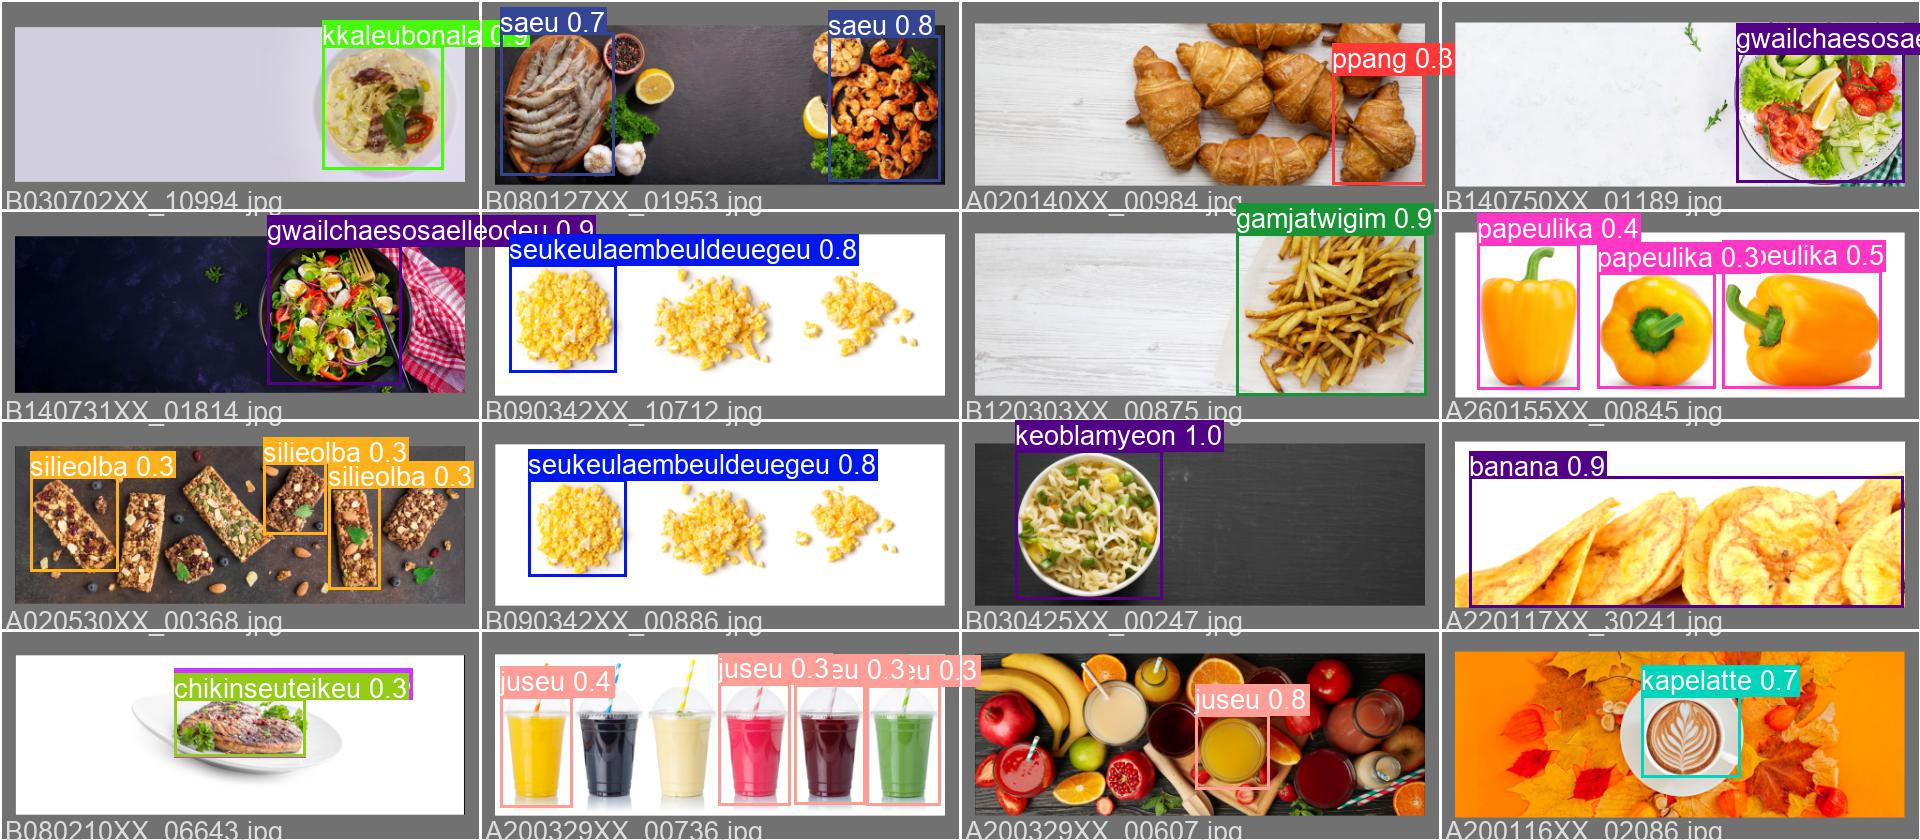 kkaleubonala 0.9
saeu 0.7
saeu 0.8
ppang 0.3
gwailchaesosae
B030702XX_10994.jpg
B080127XX_01953.jpg
A020140XX_00984.jpg
B140750XX_01189.jpg
gwailchaesosaelleodeu 0.9
seukeulaembeuldeuegeu 0.8
gamjatwigim 0.9
papeulika 0.4
papeulika 0.3
peulika 0.5
B140731XX_01814.jpg
B090342XX_10712.jpg
B120303XX_00875.jpg
A260155XX_00845.jpg
silieolba 0.3
silieolba 0.3
silieolba 0.3
seukeulaembeuldeuegeu 0.8
keoblamyeon 1.0
banana 0.9
A020530XX_00368.jpg
B090342XX_00886.jpg
B030425XX_00247.jpg
A220117XX_30241.jpg
chikinseuteikeu 0.3
juseu 0.4
juseu 0.3
eu 0.3
eu 0.3
juseu 0.8
kapelatte 0.7
B080210XX_06643.jpg
A200329XX_00736.jpg
A200329XX_00607.jpg
A200116XX_02086.jpg